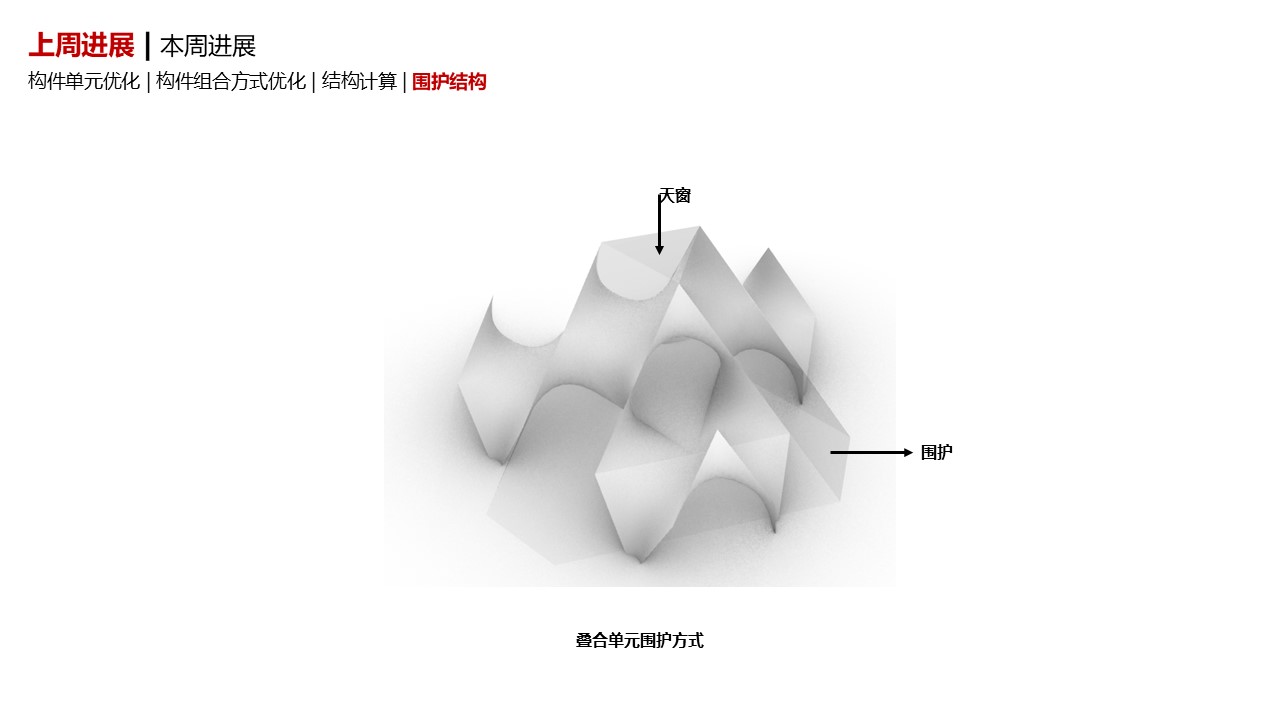 上周进展 | 本周进展
构件单元优化 | 构件组合方式优化 | 结构计算 | 围护结构
天窗
围护
叠合单元围护方式